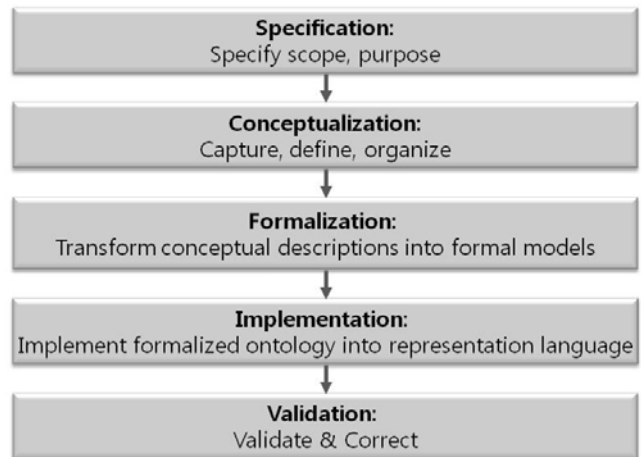 Specification:
Specify scope, purpose
Conceptualization:
Capture, define, organize
Formalization:
Transform conceptual descriptions into formal models
Implementation:
Implement formalized ontology into representation language
Validation:
Validate & Correct